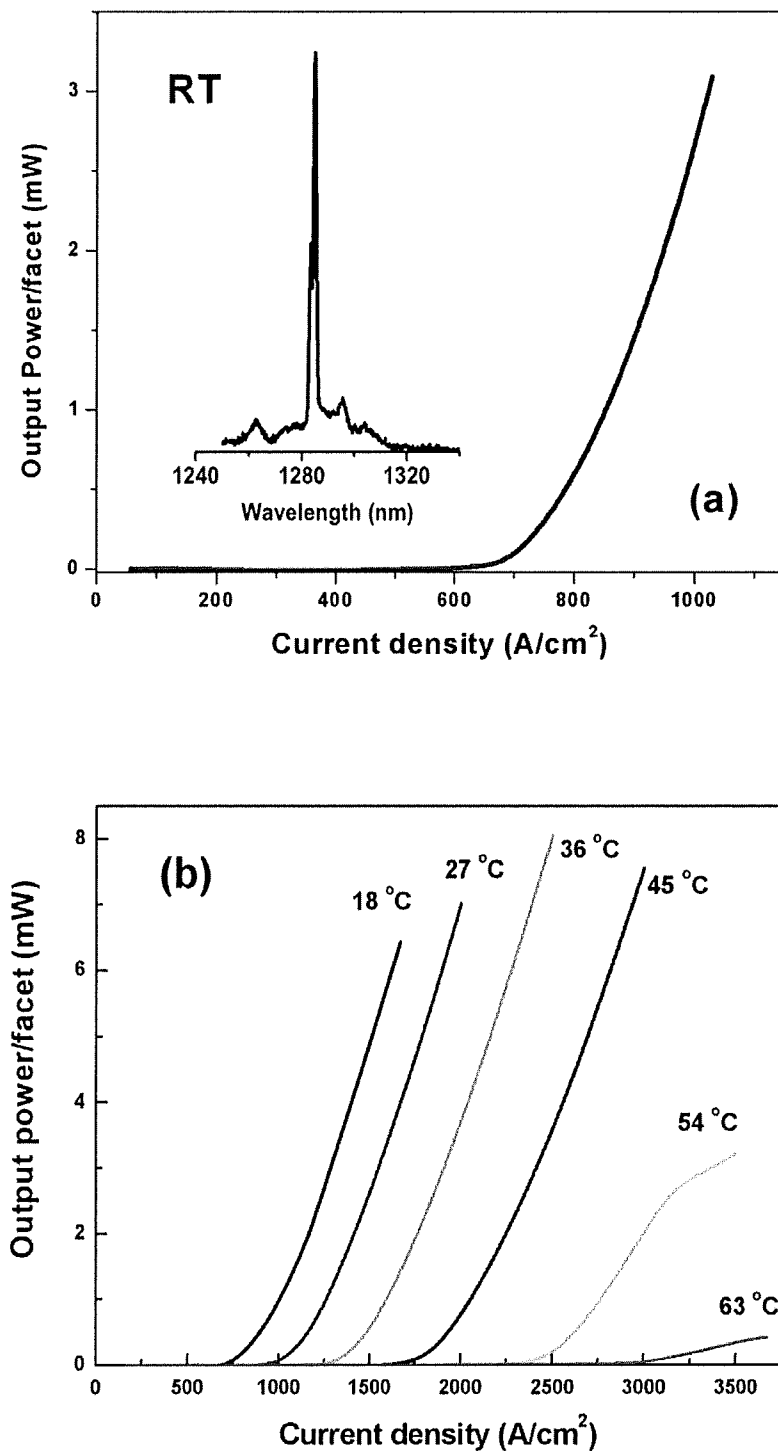 RT
3
2
1
0
Output Power/facet (mW)
1240 1280 1320
Wavelength (nm)
(a)
0 200 400 600 800 1000
Current density (A/cm²)
(b)
8
6
4
2
0
Output power/facet (mW)
18 °C
27 °C
36 °C
45 °C
54 °C
63 °C
0 500 1000 1500 2000 2500 3000 3500
Current density (A/cm²)